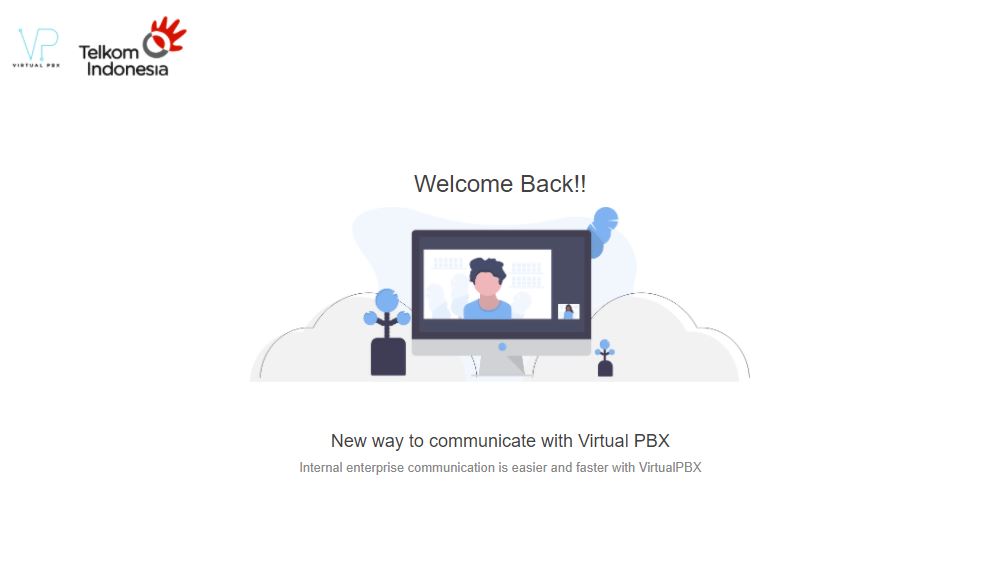 VP
VIRTUAL PBX
Telkom
Indonesia
Welcome Back!!
New way to communicate with Virtual PBX
Internal enterprise communication is easier and faster with VirtualPBX